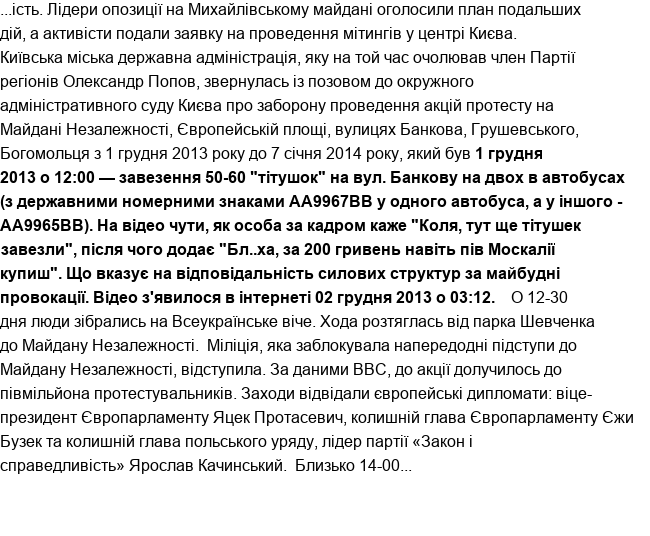 ...ість. Лідери опозиції на Михайлівському майдані оголосили план подальших
дій, а активісти подали заявку на проведення мітингів у центрі Києва.
Київська міська державна адміністрація, яку на той час очолював член Партії
регіонів Олександр Попов, звернулась із позовом до окружного
адміністративного суду Києва про заборону проведення акцій протесту на
Майдані Незалежності, Європейській площі, вулицях Банкова, Грушевського,
Богомольця з 1 грудня 2013 року до 7 січня 2014 року, який був 1 грудня
2013 о 12:00 — завезення 50-60 "тітушок" на вул. Банкову на двох в автобусах
(з державними номерними знаками АА9967ВВ у одного автобуса, а у іншого -
АА9965ВВ). На відео чути, як особа за кадром каже "Коля, тут ще тітушек
завезли", після чого додає "Бл..ха, за 200 гривень навіть пів Москалії
купиш". Що вказує на відповідальність силових структур за майбудні
провокації. Відео з'явилося в інтернеті 02 грудня 2013 о 03:12.    О 12-30
дня люди зібрались на Всеукраїнське віче. Хода розтяглась від парка Шевченка
до Майдану Незалежності.  Міліція, яка заблокувала напередодні підступи до
Майдану Незалежності, відступила. За даними BBC, до акції долучилось до
півмільйона протестувальників. Заходи відвідали європейські дипломати: віце-
президент Європарламенту Яцек Протасевич, колишній глава Європарламенту Єжи
Бузек та колишній глава польського уряду, лідер партії «Закон і
справедливість» Ярослав Качинський.  Близько 14-00...